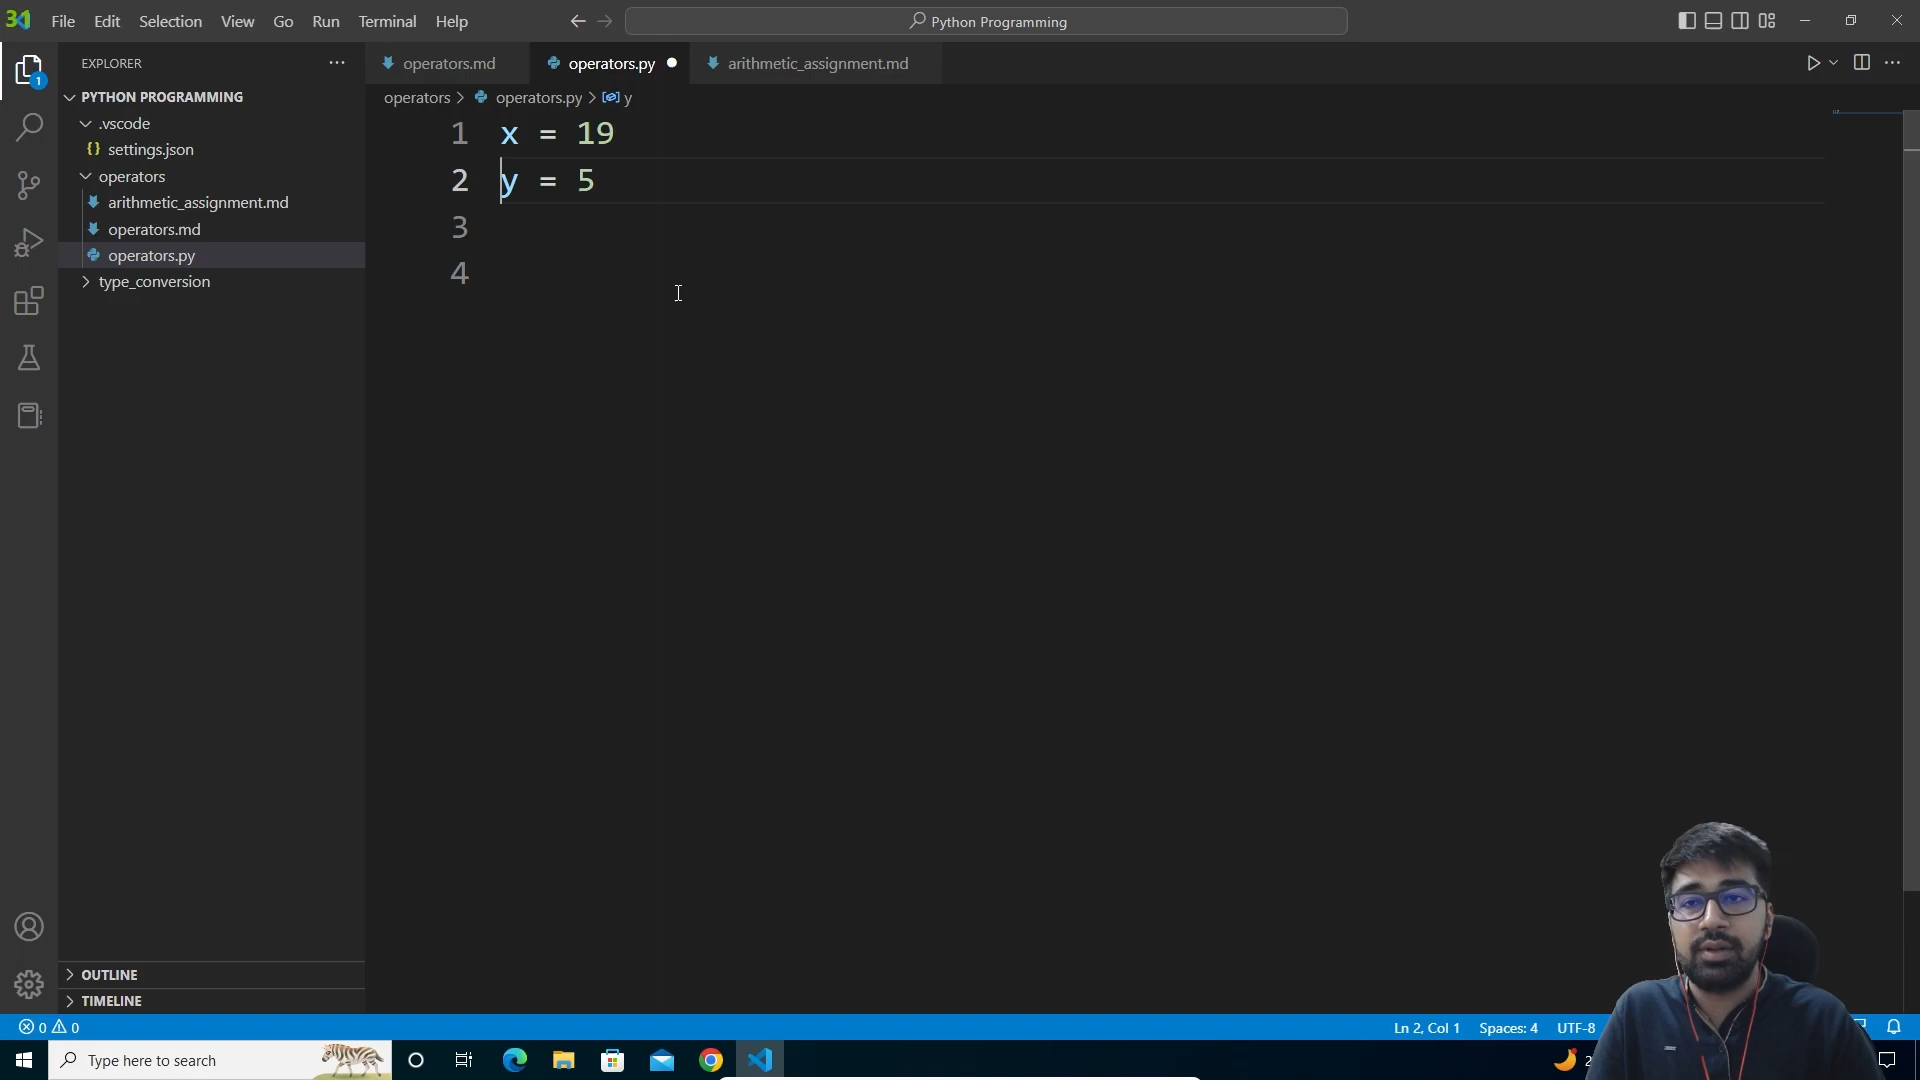 31
File Edit Selection View Go Run Terminal Help
Python Programming
EXPLORER
1
PYTHON PROGRAMMING
.vscode
settings.json
operators
arithmetic_assignment.md
operators.md
operators.py
type_conversion
OUTLINE
TIMELINE
operators.md operators.py arithmetic_assignment.md
operators > operators.py > y
1 x = 19
2 y = 5
3
4
0 0
Ln 2, Col 1 Spaces: 4 UTF-8
Type here to search